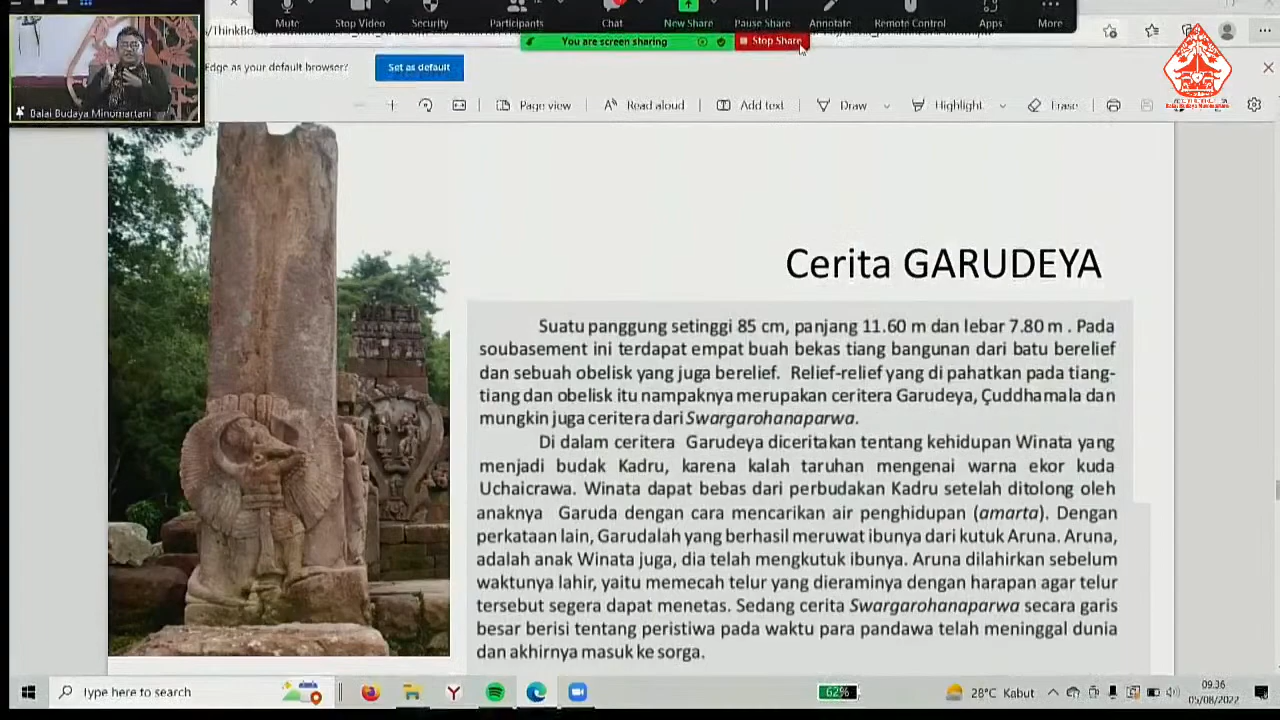 Mute
Stop Video
Security
Participants
Chat
New Share
Pause Share
Annotate
Remote Control
Apps
More
You are screen sharing
Stop Share
Edge as your default browser?
Set as default
Balai Budaya Minomartani
Page view
Read aloud
Add text
Draw
Highlight
Erase
Balai Budaya Minomartani
Cerita GARUDEYA
Suatu panggung setinggi 85 cm, panjang 11.60 m dan lebar 7.80 m . Pada
soubasement ini terdapat empat buah bekas tiang bangunan dari batu berelief
dan sebuah obelisk yang juga berelief. Relief-relief yang di pahatkan pada tiang-
tiang dan obelisk itu nampaknya merupakan ceritera Garudeya, Çuddhamala dan
mungkin juga ceritera dari Swargarohanaparwa.
Di dalam ceritera Garudeya diceritakan tentang kehidupan Winata yang
menjadi budak Kadru, karena kalah taruhan mengenai warna ekor kuda
Uchaicrawa. Winata dapat bebas dari perbudakan Kadru setelah ditolong oleh
anaknya Garuda dengan cara mencarikan air penghidupan (amarta). Dengan
perkataan lain, Garudalah yang berhasil meruwat ibunya dari kutuk Aruna. Aruna,
adalah anak Winata juga, dia telah mengkutuk ibunya. Aruna dilahirkan sebelum
waktunya lahir, yaitu memecah telur yang dieraminya dengan harapan agar telur
tersebut segera dapat menetas. Sedang cerita Swargarohanaparwa secara garis
besar berisi tentang peristiwa pada waktu para pandawa telah meninggal dunia
dan akhirnya masuk ke sorga.
Type here to search
62%
28°C Kabut
09.36
05/08/2022